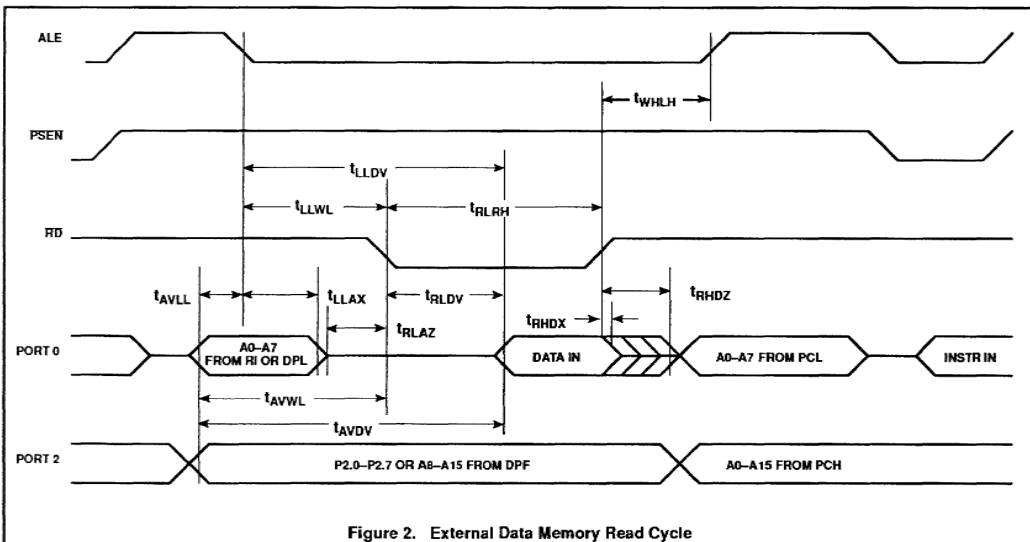 ALE
tWHLH
PSEN
tLLDV
tLLWL
tRLRH
RD
tAVLL
tLLAX
tRLDV
tRHDZ
tRLAZ
tRHDX
PORT 0
A0–A7
FROM RI OR DPL
DATA IN
A0–A7 FROM PCL
INSTR IN
tAVWL
tAVDV
PORT 2
P2.0–P2.7 OR A8–A15 FROM DPF
A0–A15 FROM PCH
Figure 2. External Data Memory Read Cycle